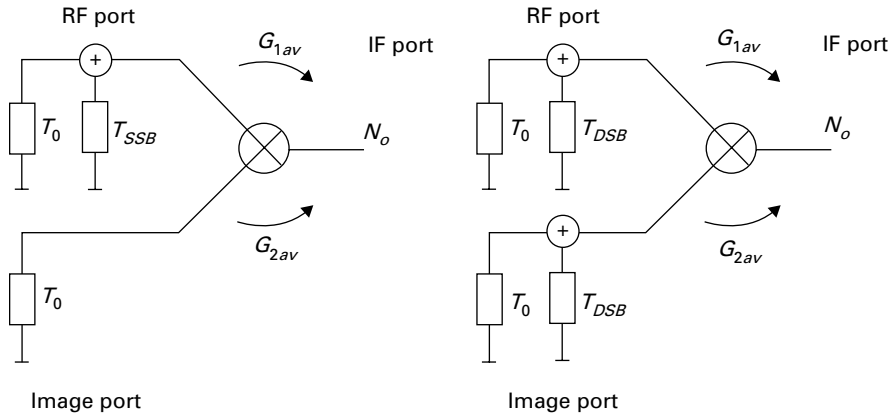 RF port
G1av
IF port
T0
TSSB
No
G2av
T0
Image port
RF port
G1av
IF port
T0
TDSB
No
G2av
T0
TDSB
Image port